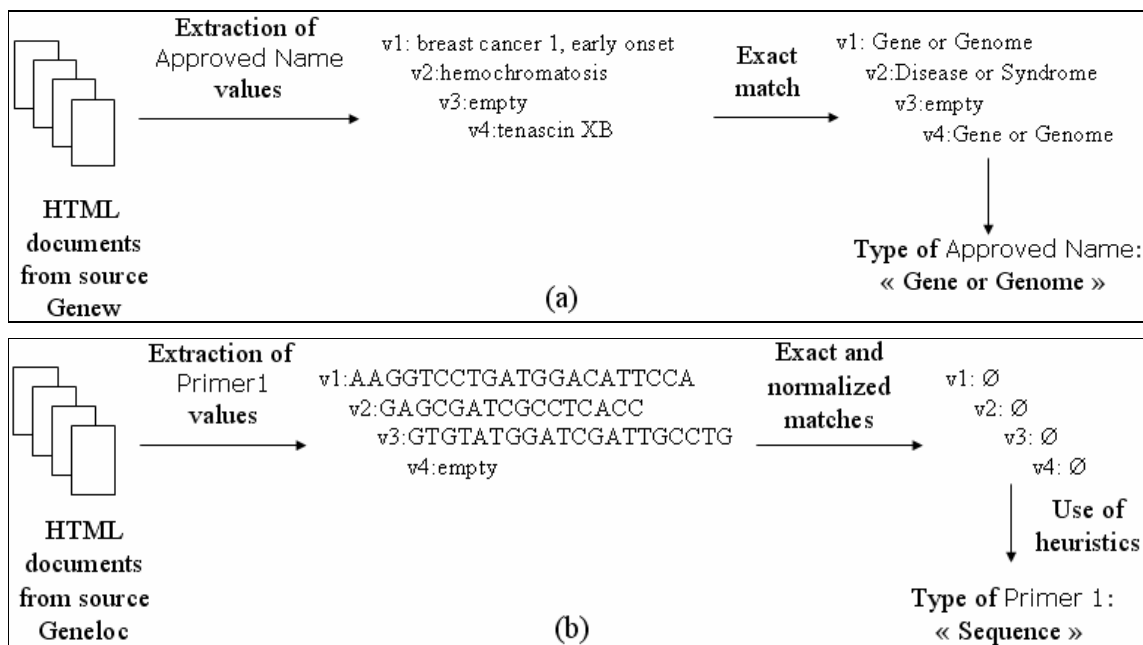 Extraction of
Approved Name
values
v1: breast cancer 1, early onset
v2:hemochromatosis
v3:empty
v4:tenascin XB
Exact
match
v1: Gene or Genome
v2:Disease or Syndrome
v3:empty
v4:Gene or Genome
HTML
documents
from source
Genew
Type of Approved Name:
« Gene or Genome »
(a)
Extraction of
Primer1
values
v1:AAGGTCCTGATGGACATTCCA
v2:GAGCGATCGCCTCACC
v3:GTGTATGGATCGATTGCCTG
v4:empty
Exact and
normalized
matches
v1: Ø
v2: Ø
v3: Ø
v4: Ø
Use of
heuristics
HTML
documents
from source
Geneloc
Type of Primer 1:
« Sequence »
(b)